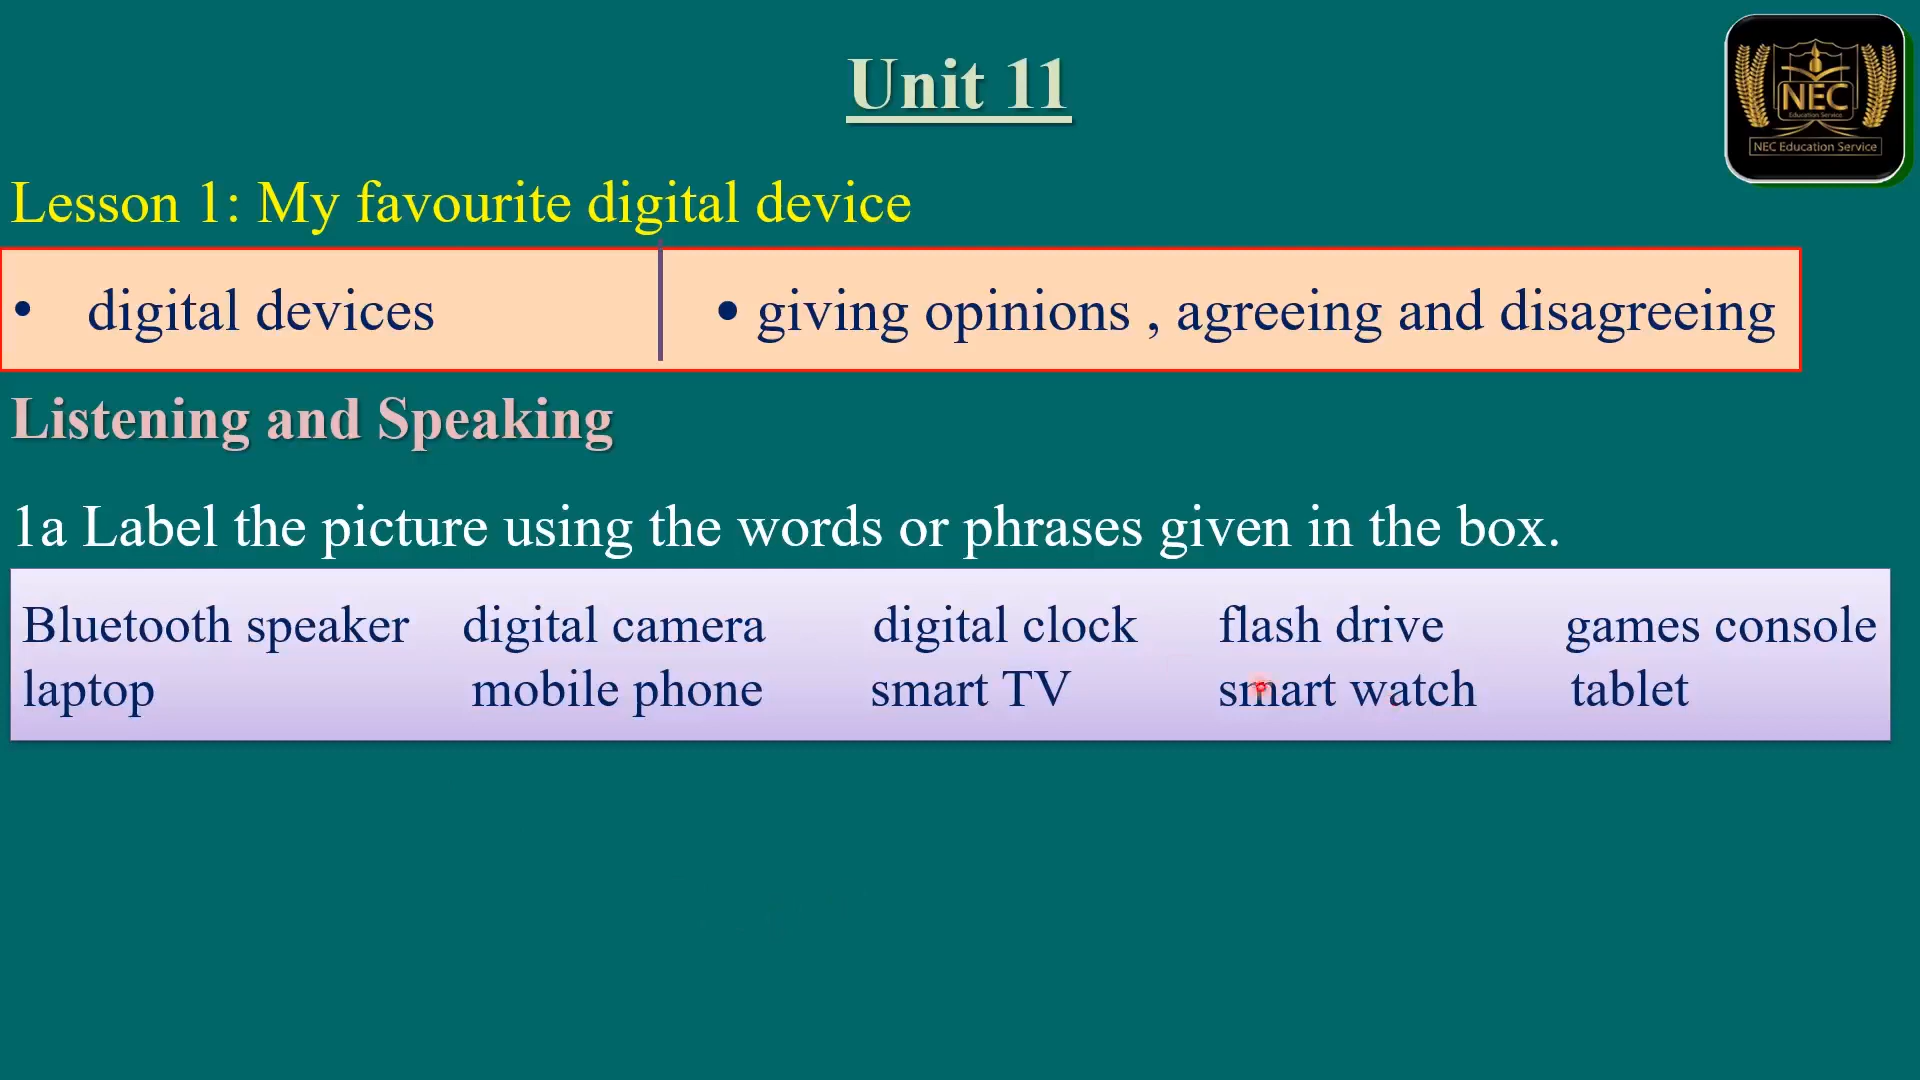 Unit 11
NEC
Education Service
NEC Education Service
Lesson 1: My favourite digital device
• digital devices • giving opinions , agreeing and disagreeing
Listening and Speaking
1a Label the picture using the words or phrases given in the box.
Bluetooth speaker digital camera digital clock flash drive games console
laptop mobile phone smart TV smart watch tablet